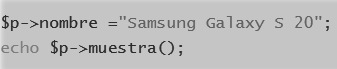 $p->nombre ="Samsung Galaxy S 20";
echo $p->muestra();